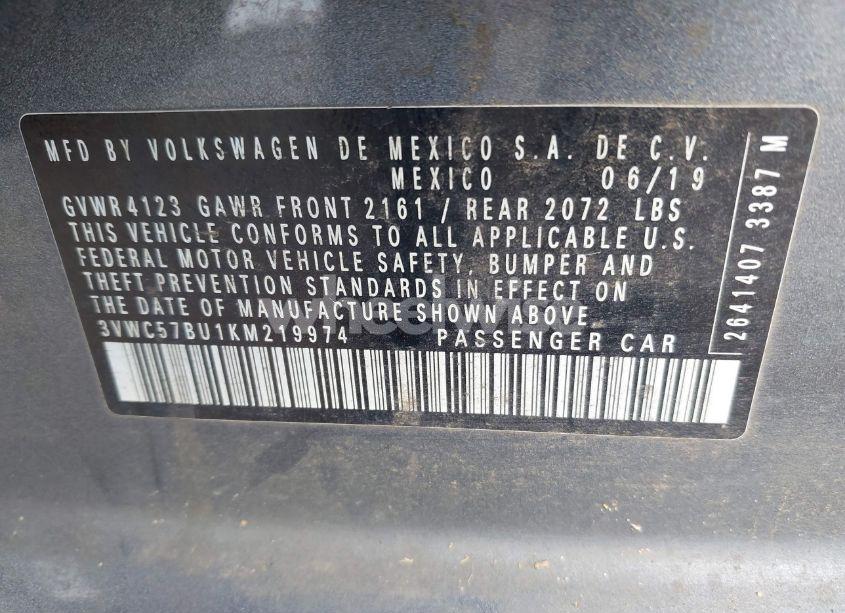 MFD BY VOLKSWAGEN DE MEXICO S.A. DE C.V.
MEXICO 06/19
GVWR 4123 GAWR FRONT 2161 / REAR 2072 LBS
THIS VEHICLE CONFORMS TO ALL APPLICABLE U.S.
FEDERAL MOTOR VEHICLE SAFETY, BUMPER AND
THEFT PREVENTION STANDARDS IN EFFECT ON
THE DATE OF MANUFACTURE SHOWN ABOVE.
3VWC57BU1KM219974 PASSENGER CAR
2641407 3387 M